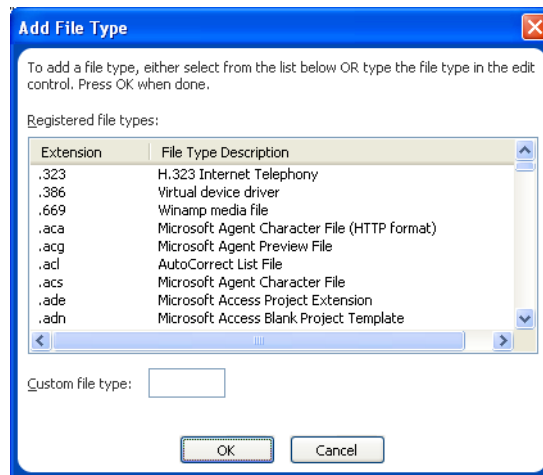 Add File Type
To add a file type, either select from the list below OR type the file type in the edit
control. Press OK when done.
Registered file types:
Extension File Type Description
.323 H.323 Internet Telephony
.386 Virtual device driver
.669 Winamp media file
.aca Microsoft Agent Character File (HTTP format)
.acg Microsoft Agent Preview File
.acl AutoCorrect List File
.acs Microsoft Agent Character File
.ade Microsoft Access Project Extension
.adn Microsoft Access Blank Project Template
Custom file type:
OK Cancel